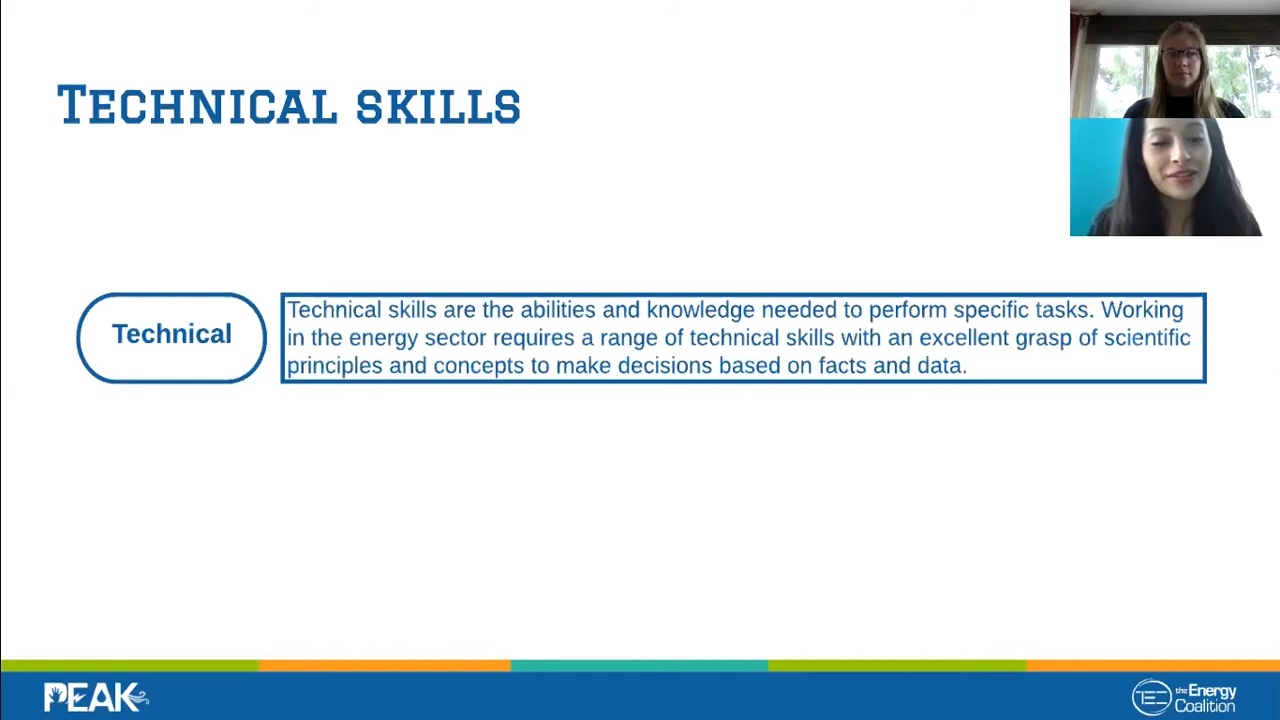 TECHNICAL SKILLS
Technical
Technical skills are the abilities and knowledge needed to perform specific tasks. Working
in the energy sector requires a range of technical skills with an excellent grasp of scientific
principles and concepts to make decisions based on facts and data.
PEAK
TEC
the Energy
Coalition